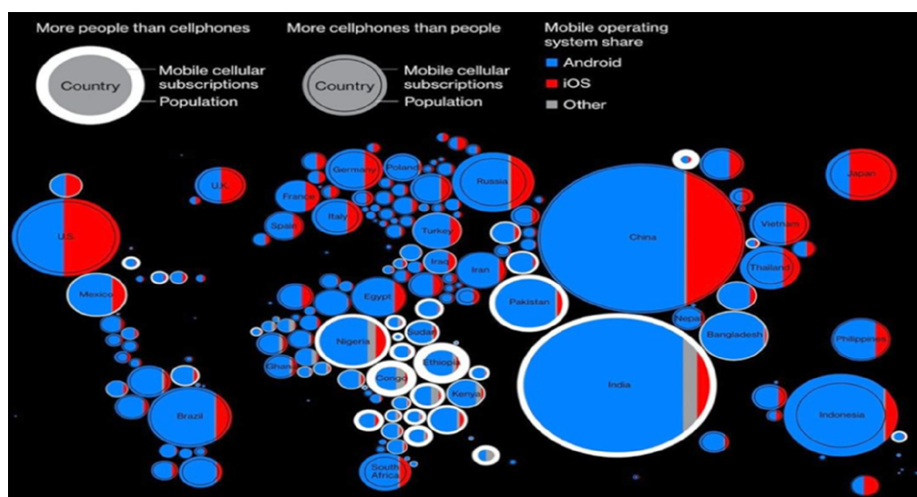 More people than cellphones
Country
Mobile cellular
subscriptions
Population
More cellphones than people
Country
Mobile cellular
subscriptions
Population
Mobile operating
system share
Android
iOS
Other
Germany
Poland
U.K.
France
Russia
Japan
Spain
Italy
U.S.
Turkey
China
Vietnam
Iraq
Iran
Thailand
Mexico
Egypt
Pakistan
Nepal
Nigeria
Sudan
Bangladesh
Philippines
Ghana
Ethiopia
Congo
India
Kenya
Brazil
Indonesia
South
Africa